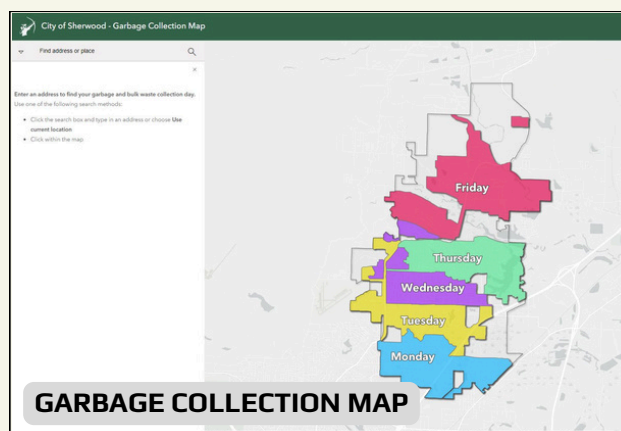 City of Sherwood - Garbage Collection Map
Find address or place
Enter an address to find your garbage and bulk waste collection day.
Use one of the following search methods:
• Click the search box and type in an address or choose Use
current location
• Click within the map.
Friday
Thursday
Wednesday
Tuesday
Monday
GARBAGE COLLECTION MAP